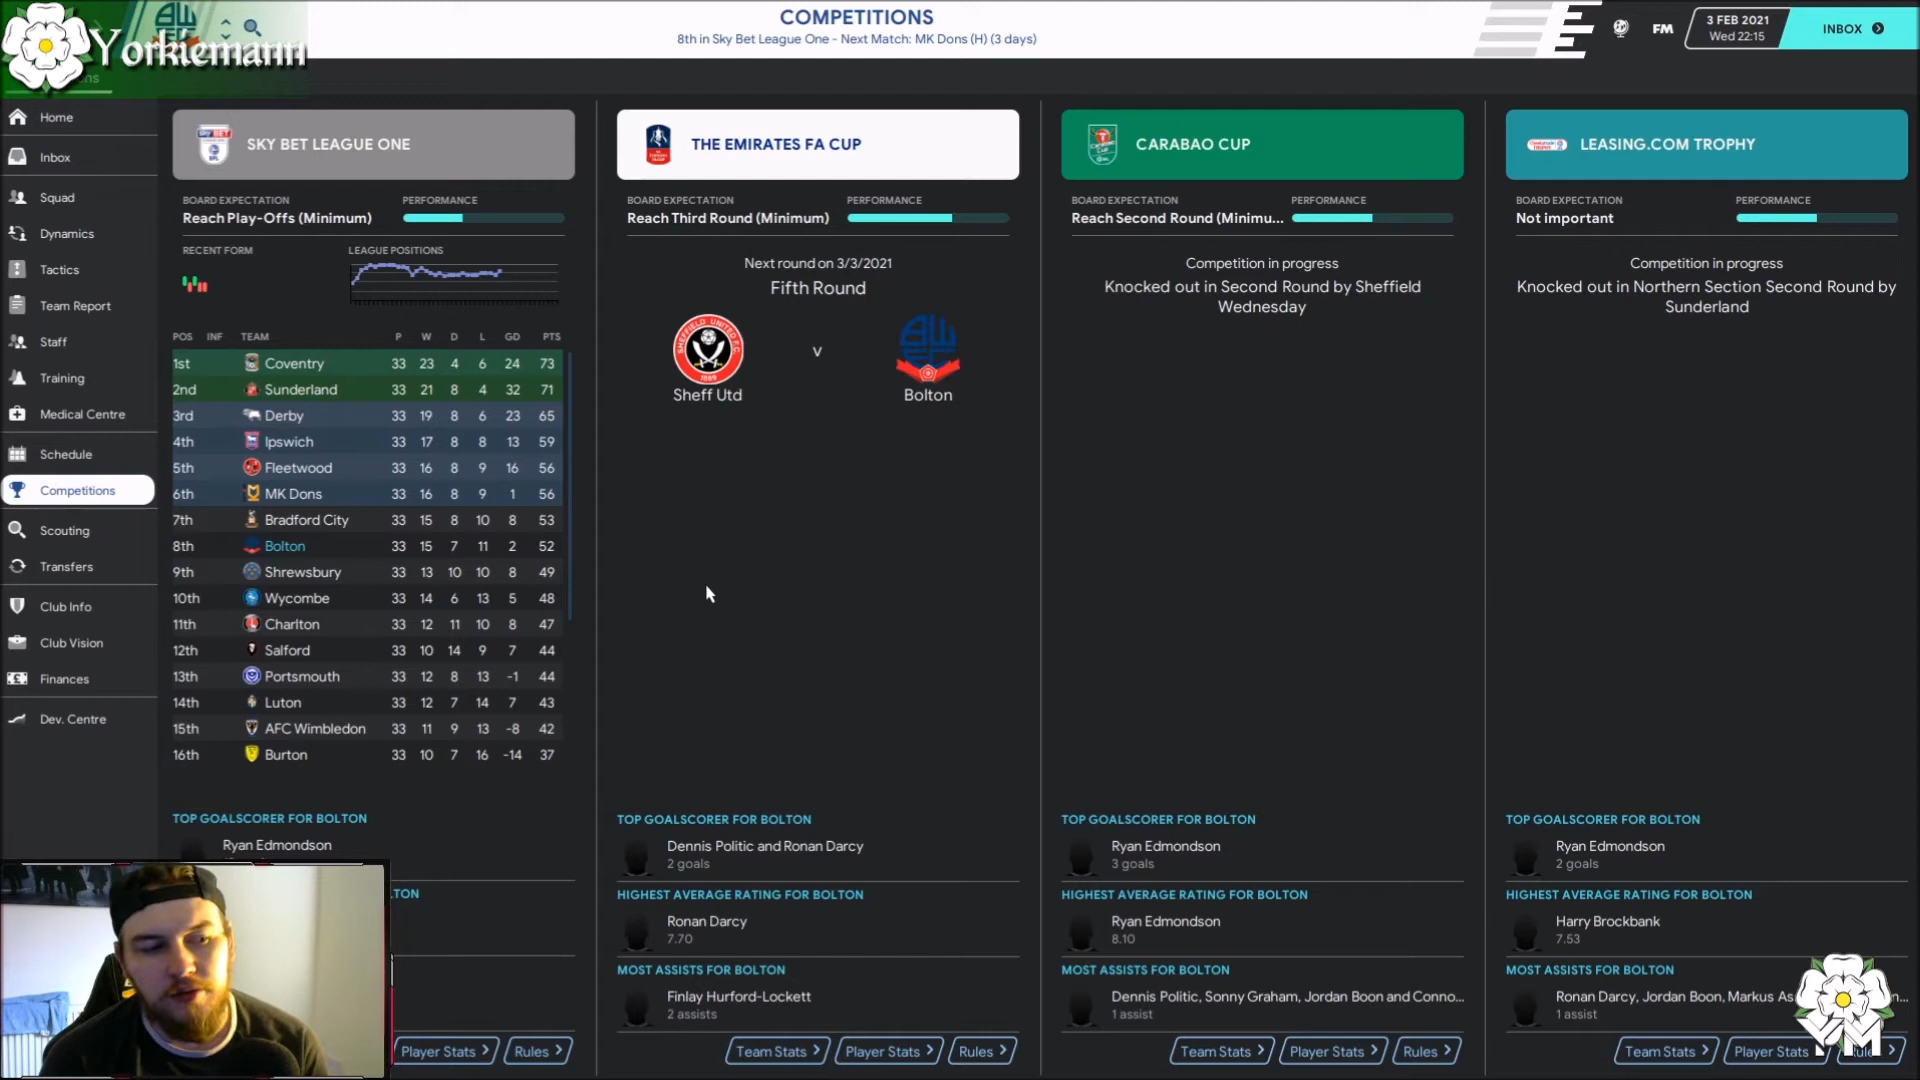 Yorkiemann
COMPETITIONS
8th in Sky Bet League One - Next Match: MK Dons (H) (3 days)
FM
3 FEB 2021
Wed 22:15
INBOX
Home
Inbox
Squad
Dynamics
Tactics
Team Report
Staff
Training
Medical Centre
Schedule
Competitions
Scouting
Transfers
Club Info
Club Vision
Finances
Dev. Centre
SKY BET LEAGUE ONE
BOARD EXPECTATION
Reach Play-Offs (Minimum)
PERFORMANCE
RECENT FORM
LEAGUE POSITIONS
POS INF TEAM P W D L GD PTS
1st Coventry 33 23 4 6 24 73
2nd Sunderland 33 21 8 4 32 71
3rd Derby 33 19 8 6 23 65
4th Ipswich 33 17 8 8 13 59
5th Fleetwood 33 16 8 9 16 56
6th MK Dons 33 16 8 9 1 56
7th Bradford City 33 15 8 10 8 53
8th Bolton 33 15 7 11 2 52
9th Shrewsbury 33 13 10 10 8 49
10th Wycombe 33 14 6 13 5 48
11th Charlton 33 12 11 10 8 47
12th Salford 33 10 14 9 7 44
13th Portsmouth 33 12 8 13 -1 44
14th Luton 33 12 7 14 7 43
15th AFC Wimbledon 33 11 9 13 -8 42
16th Burton 33 10 7 16 -14 37
TOP GOALSCORER FOR BOLTON
Ryan Edmondson
Player Stats
Rules
THE EMIRATES FA CUP
BOARD EXPECTATION
Reach Third Round (Minimum)
PERFORMANCE
Next round on 3/3/2021
Fifth Round
Sheff Utd
v
Bolton
TOP GOALSCORER FOR BOLTON
Dennis Politic and Ronan Darcy
2 goals
HIGHEST AVERAGE RATING FOR BOLTON
Ronan Darcy
7.70
MOST ASSISTS FOR BOLTON
Finlay Hurford-Lockett
2 assists
Team Stats
Player Stats
Rules
CARABAO CUP
BOARD EXPECTATION
Reach Second Round (Minimu...
PERFORMANCE
Competition in progress
Knocked out in Second Round by Sheffield
Wednesday
TOP GOALSCORER FOR BOLTON
Ryan Edmondson
3 goals
HIGHEST AVERAGE RATING FOR BOLTON
Ryan Edmondson
8.10
MOST ASSISTS FOR BOLTON
Dennis Politic, Sonny Graham, Jordan Boon and Conno...
1 assist
Team Stats
Player Stats
Rules
LEASING.COM TROPHY
BOARD EXPECTATION
Not important
PERFORMANCE
Competition in progress
Knocked out in Northern Section Second Round by
Sunderland
TOP GOALSCORER FOR BOLTON
Ryan Edmondson
2 goals
HIGHEST AVERAGE RATING FOR BOLTON
Harry Brockbank
7.53
MOST ASSISTS FOR BOLTON
Ronan Darcy, Jordan Boon, Markus
1 assist
Team Stats
Player Stats
YM